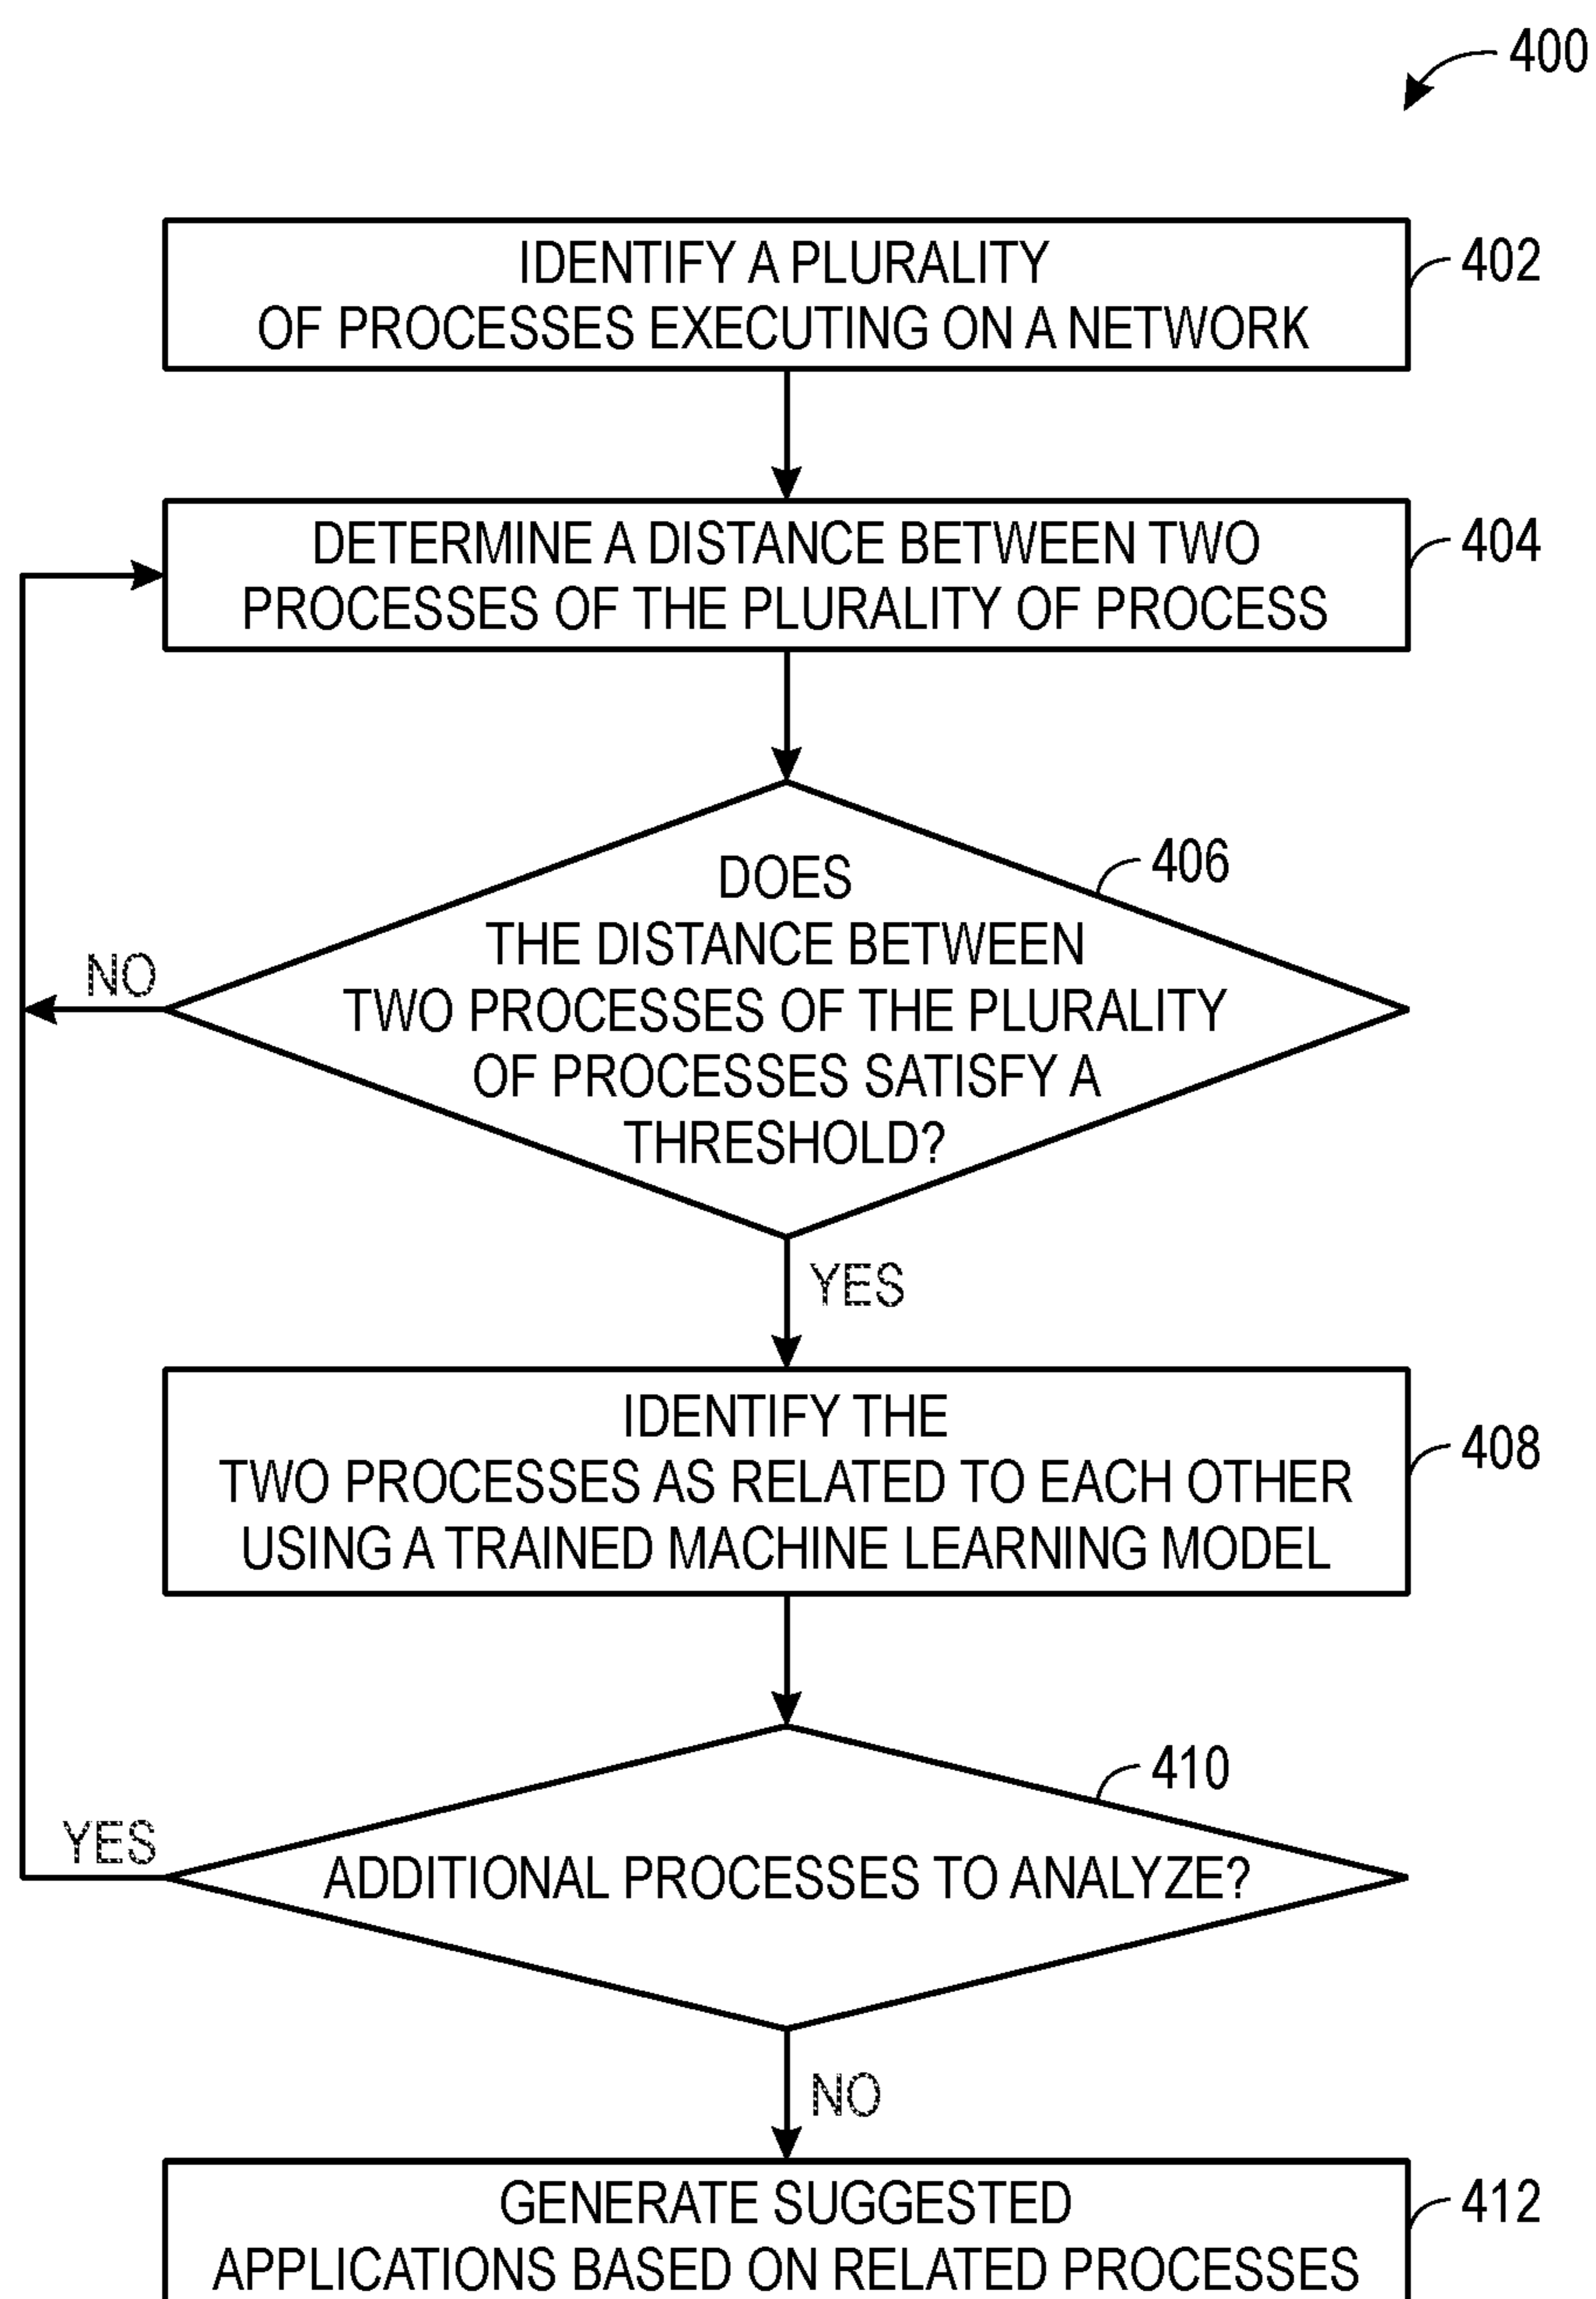 400
IDENTIFY A PLURALITY
OF PROCESSES EXECUTING ON A NETWORK
402
DETERMINE A DISTANCE BETWEEN TWO
PROCESSES OF THE PLURALITY OF PROCESS
404
DOES
THE DISTANCE BETWEEN
TWO PROCESSES OF THE PLURALITY
OF PROCESSES SATISFY A
THRESHOLD?
406
NO
YES
IDENTIFY THE
TWO PROCESSES AS RELATED TO EACH OTHER
USING A TRAINED MACHINE LEARNING MODEL
408
ADDITIONAL PROCESSES TO ANALYZE?
410
YES
NO
GENERATE SUGGESTED
APPLICATIONS BASED ON RELATED PROCESSES
412